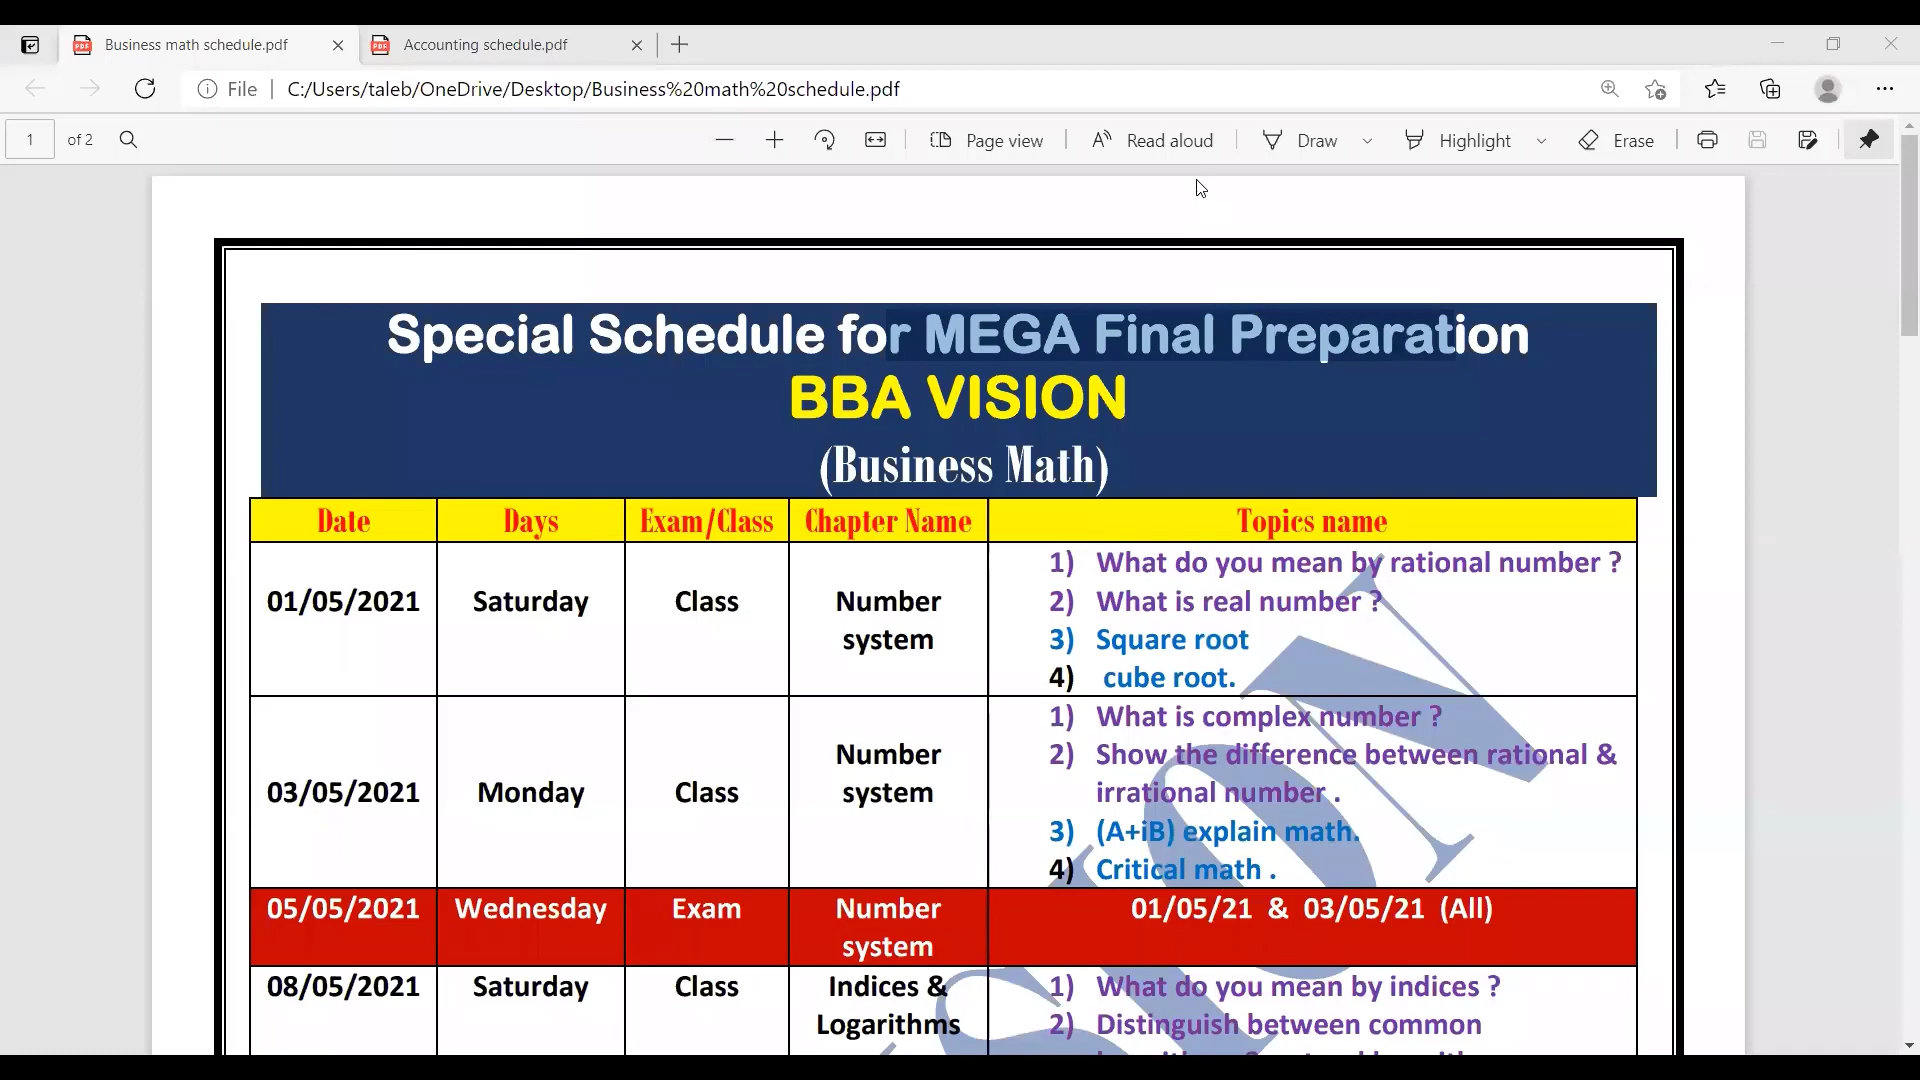 Business math schedule.pdf
Accounting schedule.pdf
File
C:/Users/taleb/OneDrive/Desktop/Business%20math%20schedule.pdf
1 of 2
Page view
Read aloud
Draw
Highlight
Erase
Special Schedule for MEGA Final Preparation
BBA VISION
(Business Math)
Date Days Exam/Class Chapter Name Topics name
01/05/2021 Saturday Class
Number
system
1) What do you mean by rational number ?
2) What is real number ?
3) Square root
4) cube root.
03/05/2021 Monday Class
Number
system
1) What is complex number ?
2) Show the difference between rational &
irrational number .
3) (A+iB) explain math.
4) Critical math .
05/05/2021 Wednesday Exam
Number
system
01/05/21 & 03/05/21 (All)
08/05/2021 Saturday Class
Indices &
Logarithms
1) What do you mean by indices ?
2) Distinguish between common